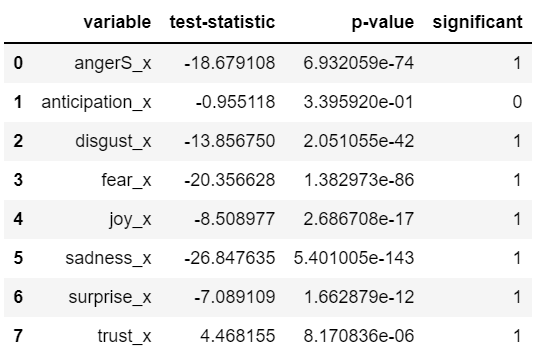 variable test-statistic p-value significant
0 angerS_x -18.679108 6.932059e-74 1
1 anticipation_x -0.955118 3.395920e-01 0
2 disgust_x -13.856750 2.051055e-42 1
3 fear_x -20.356628 1.382973e-86 1
4 joy_x -8.508977 2.686708e-17 1
5 sadness_x -26.847635 5.401005e-143 1
6 surprise_x -7.089109 1.662879e-12 1
7 trust_x 4.468155 8.170836e-06 1